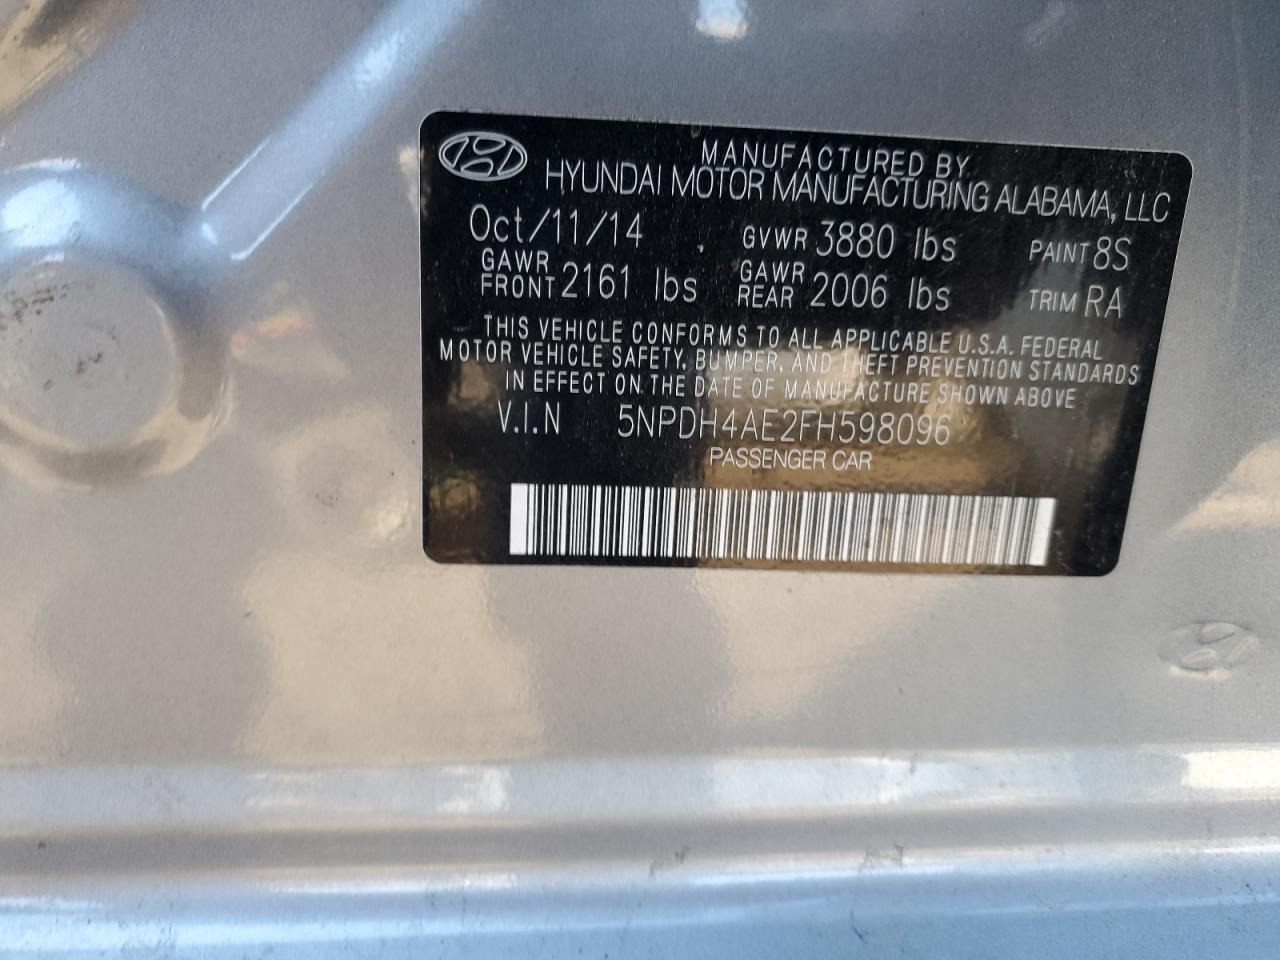 MANUFACTURED BY
HYUNDAI MOTOR MANUFACTURING ALABAMA, LLC
Oct/11/14 GVWR 3880 lbs PAINT 8S
GAWR FRONT 2161 lbs GAWR REAR 2006 lbs TRIM RA
THIS VEHICLE CONFORMS TO ALL APPLICABLE U.S.A. FEDERAL
MOTOR VEHICLE SAFETY, BUMPER, AND THEFT PREVENTION STANDARDS
IN EFFECT ON THE DATE OF MANUFACTURE SHOWN ABOVE
V.I.N 5NPDH4AE2FH598096
PASSENGER CAR